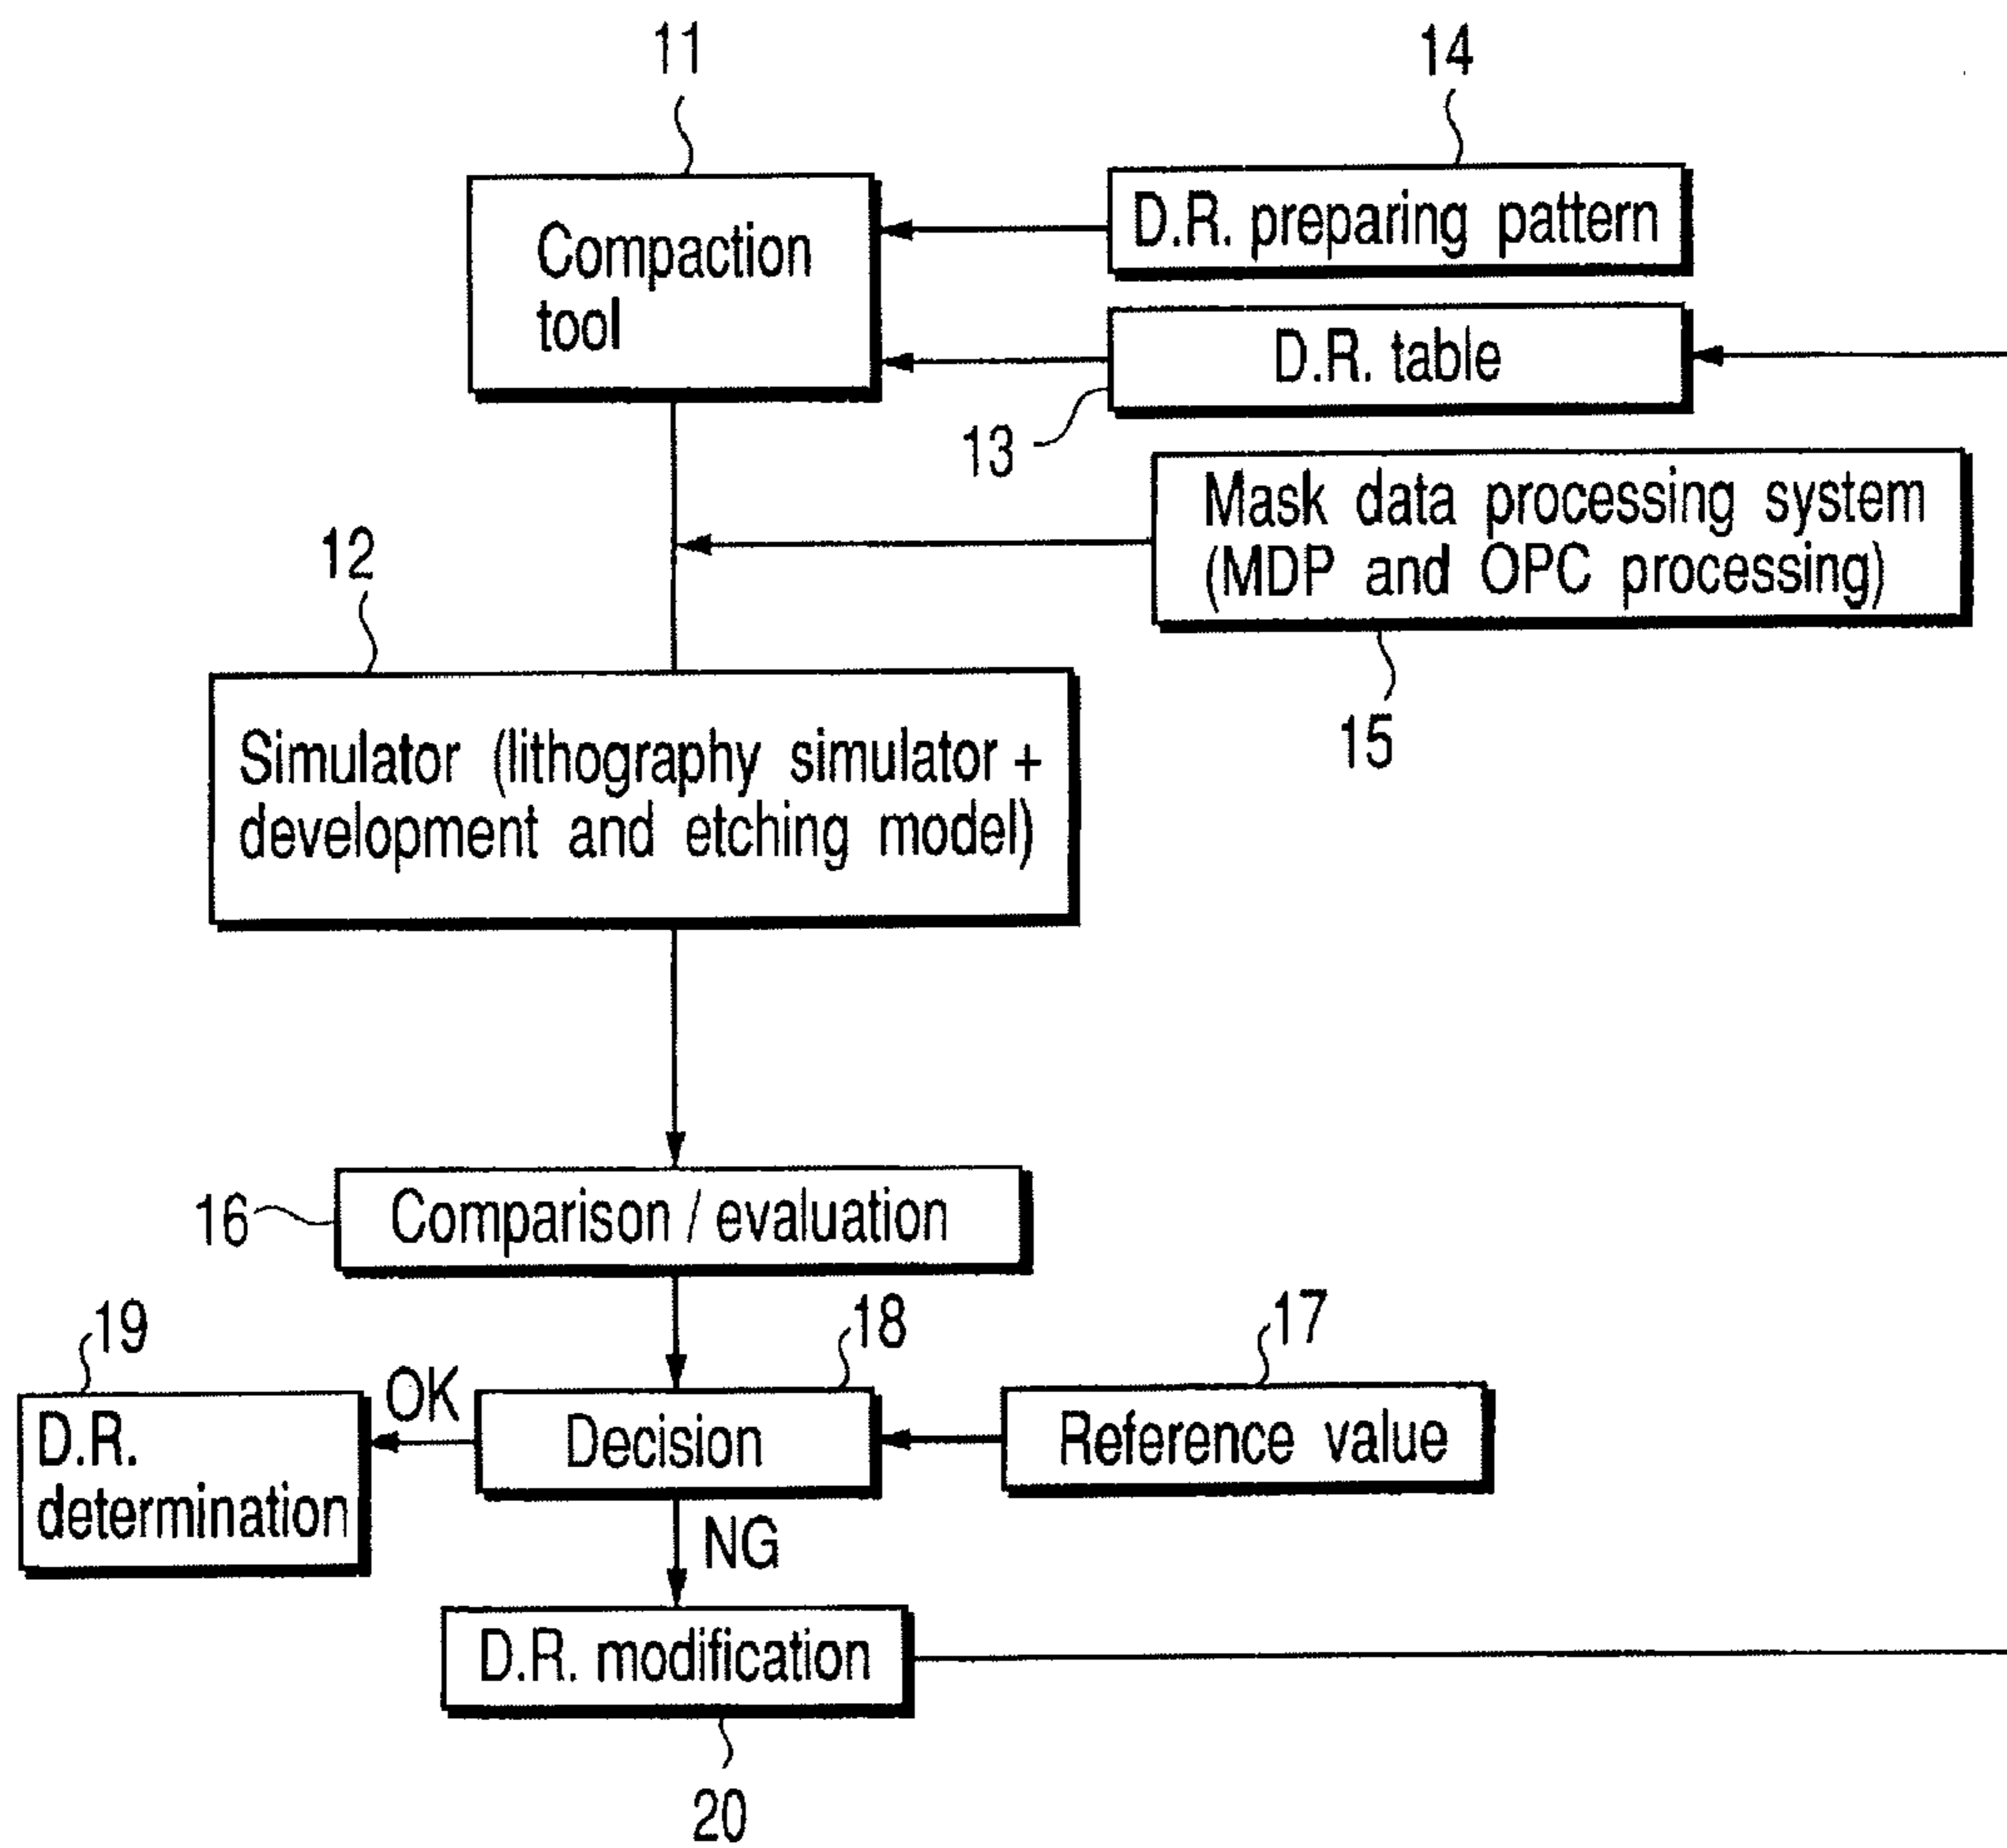 11
14
Compaction
tool
D.R. preparing pattern
D.R. table
13
Mask data processing system
(MDP and OPC processing)
12
15
Simulator (lithography simulator +
development and etching model)
16
Comparison / evaluation
19
18
17
OK
D.R.
determination
Decision
Reference value
NG
D.R. modification
20